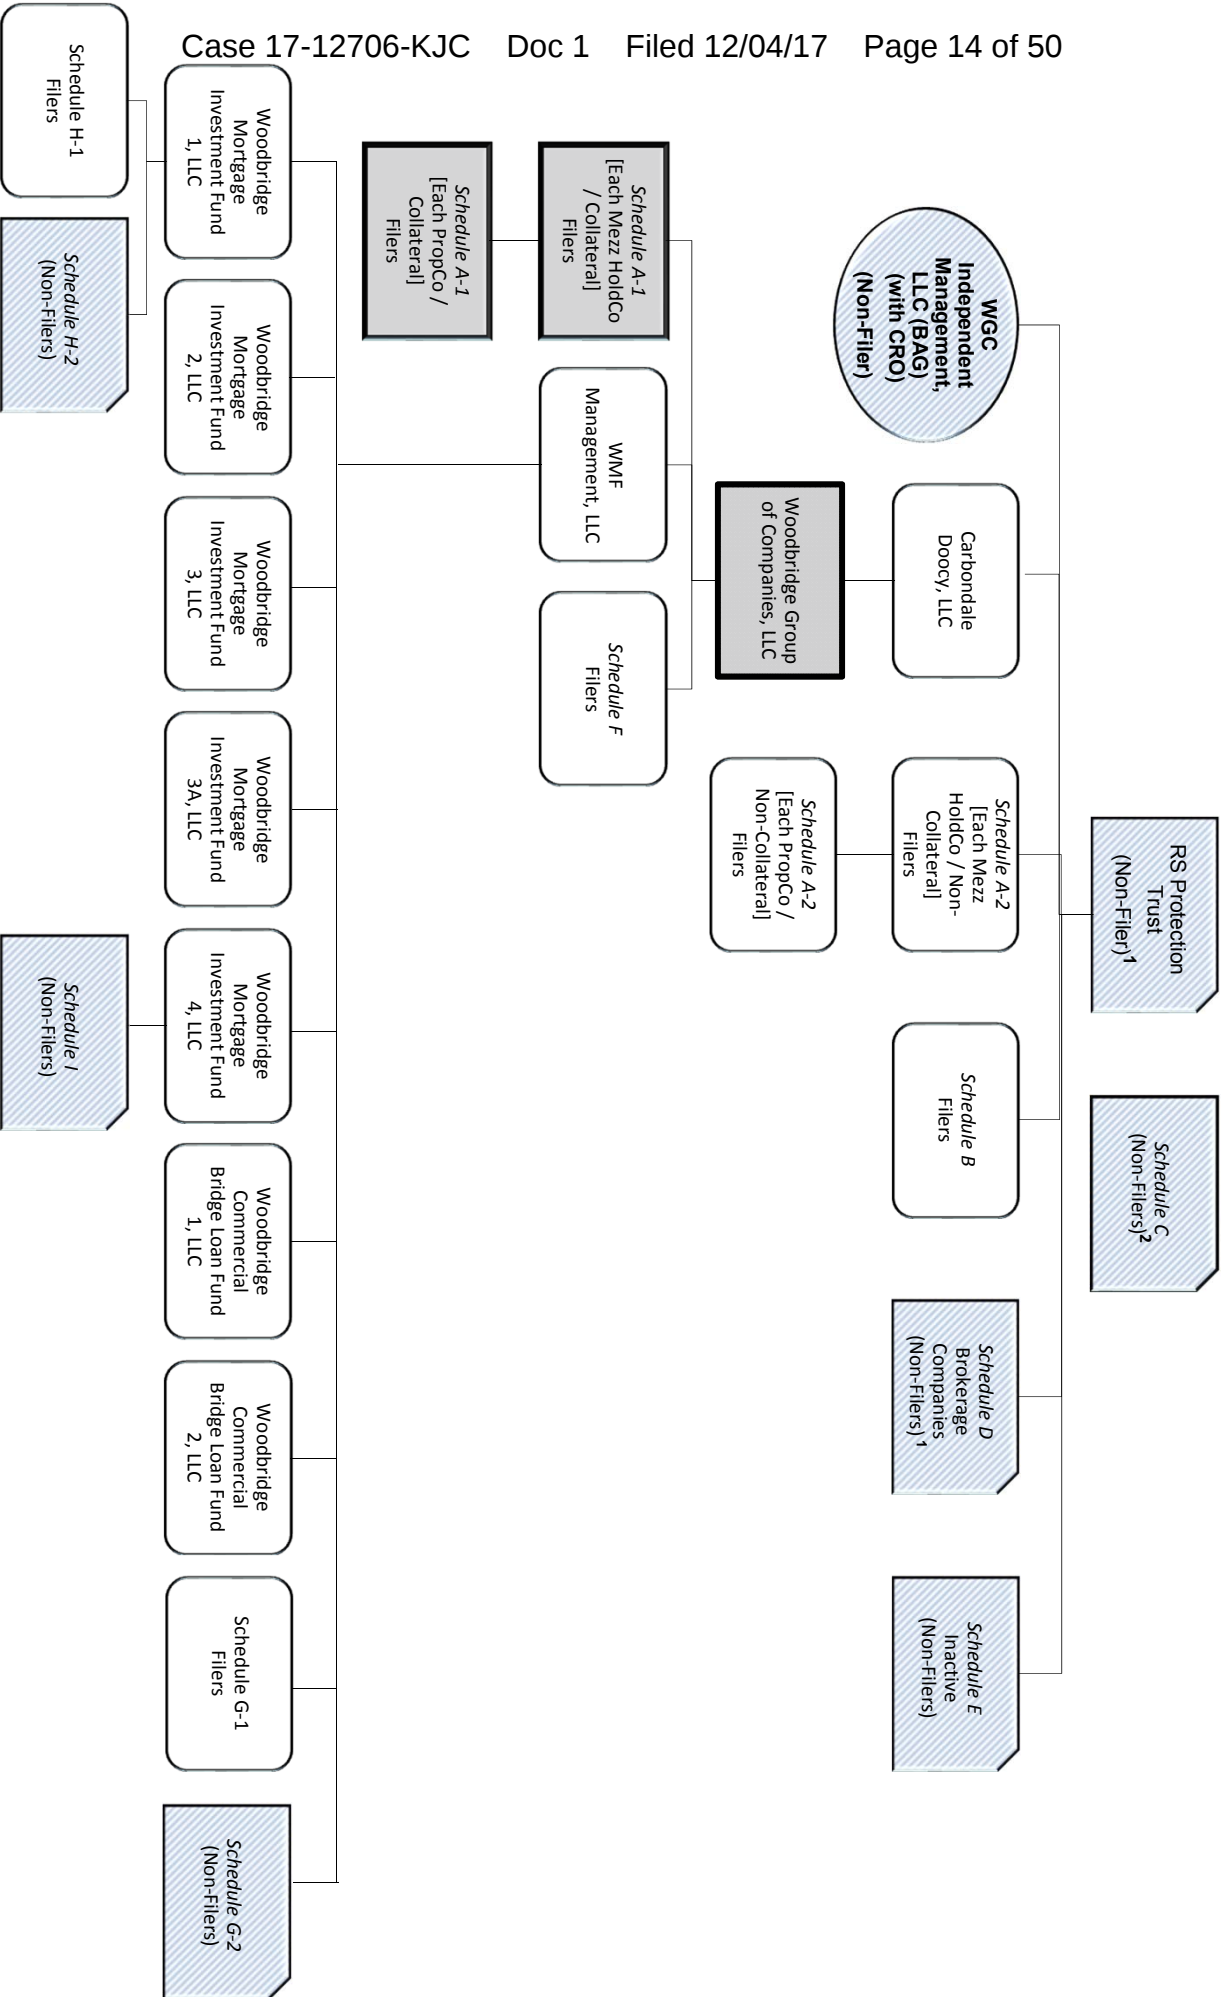 Case 17-12706-KJC Doc 1 Filed 12/04/17 Page 14 of 50
RS Protection
Trust
(Non-Filer)¹
Schedule C
(Non-Filers)²
WGC
Independent
Management,
LLC (BAG)
(with CRO)
(Non-Filer)
Carbondale
Doocy, LLC
Schedule A-2
[Each Mezz
HoldCo / Non-
Collateral]
Filers
Schedule B
Filers
Schedule D
Brokerage
Companies
(Non-Filers) ¹
Schedule E
Inactive
(Non-Filers)
Woodbridge Group
of Companies, LLC
Schedule A-2
[Each PropCo /
Non-Collateral]
Filers
Schedule A-1
[Each Mezz HoldCo
/ Collateral]
Filers
WMF
Management, LLC
Schedule F
Filers
Schedule A-1
[Each PropCo /
Collateral]
Filers
Woodbridge
Mortgage
Investment Fund
1, LLC
Woodbridge
Mortgage
Investment Fund
2, LLC
Woodbridge
Mortgage
Investment Fund
3, LLC
Woodbridge
Mortgage
Investment Fund
3A, LLC
Woodbridge
Mortgage
Investment Fund
4, LLC
Woodbridge
Commercial
Bridge Loan Fund
1, LLC
Woodbridge
Commercial
Bridge Loan Fund
2, LLC
Schedule G-1
Filers
Schedule G-2
(Non-Filers)
Schedule H-1
Filers
Schedule H-2
(Non-Filers)
Schedule I
(Non-Filers)